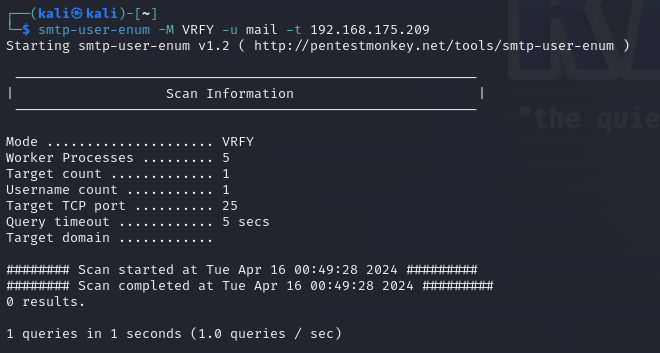 ┌──(kali㉿kali)-[~]
└─$ smtp-user-enum -M VRFY -u mail -t 192.168.175.209
Starting smtp-user-enum v1.2 ( http://pentestmonkey.net/tools/smtp-user-enum )
|                   Scan Information                       |
Mode ..................... VRFY
Worker Processes ......... 5
Target count ............. 1
Username count ........... 1
Target TCP port .......... 25
Query timeout ............ 5 secs
Target domain ............
######## Scan started at Tue Apr 16 00:49:28 2024 #########
######## Scan completed at Tue Apr 16 00:49:28 2024 #########
0 results.
1 queries in 1 seconds (1.0 queries / sec)
"the quie